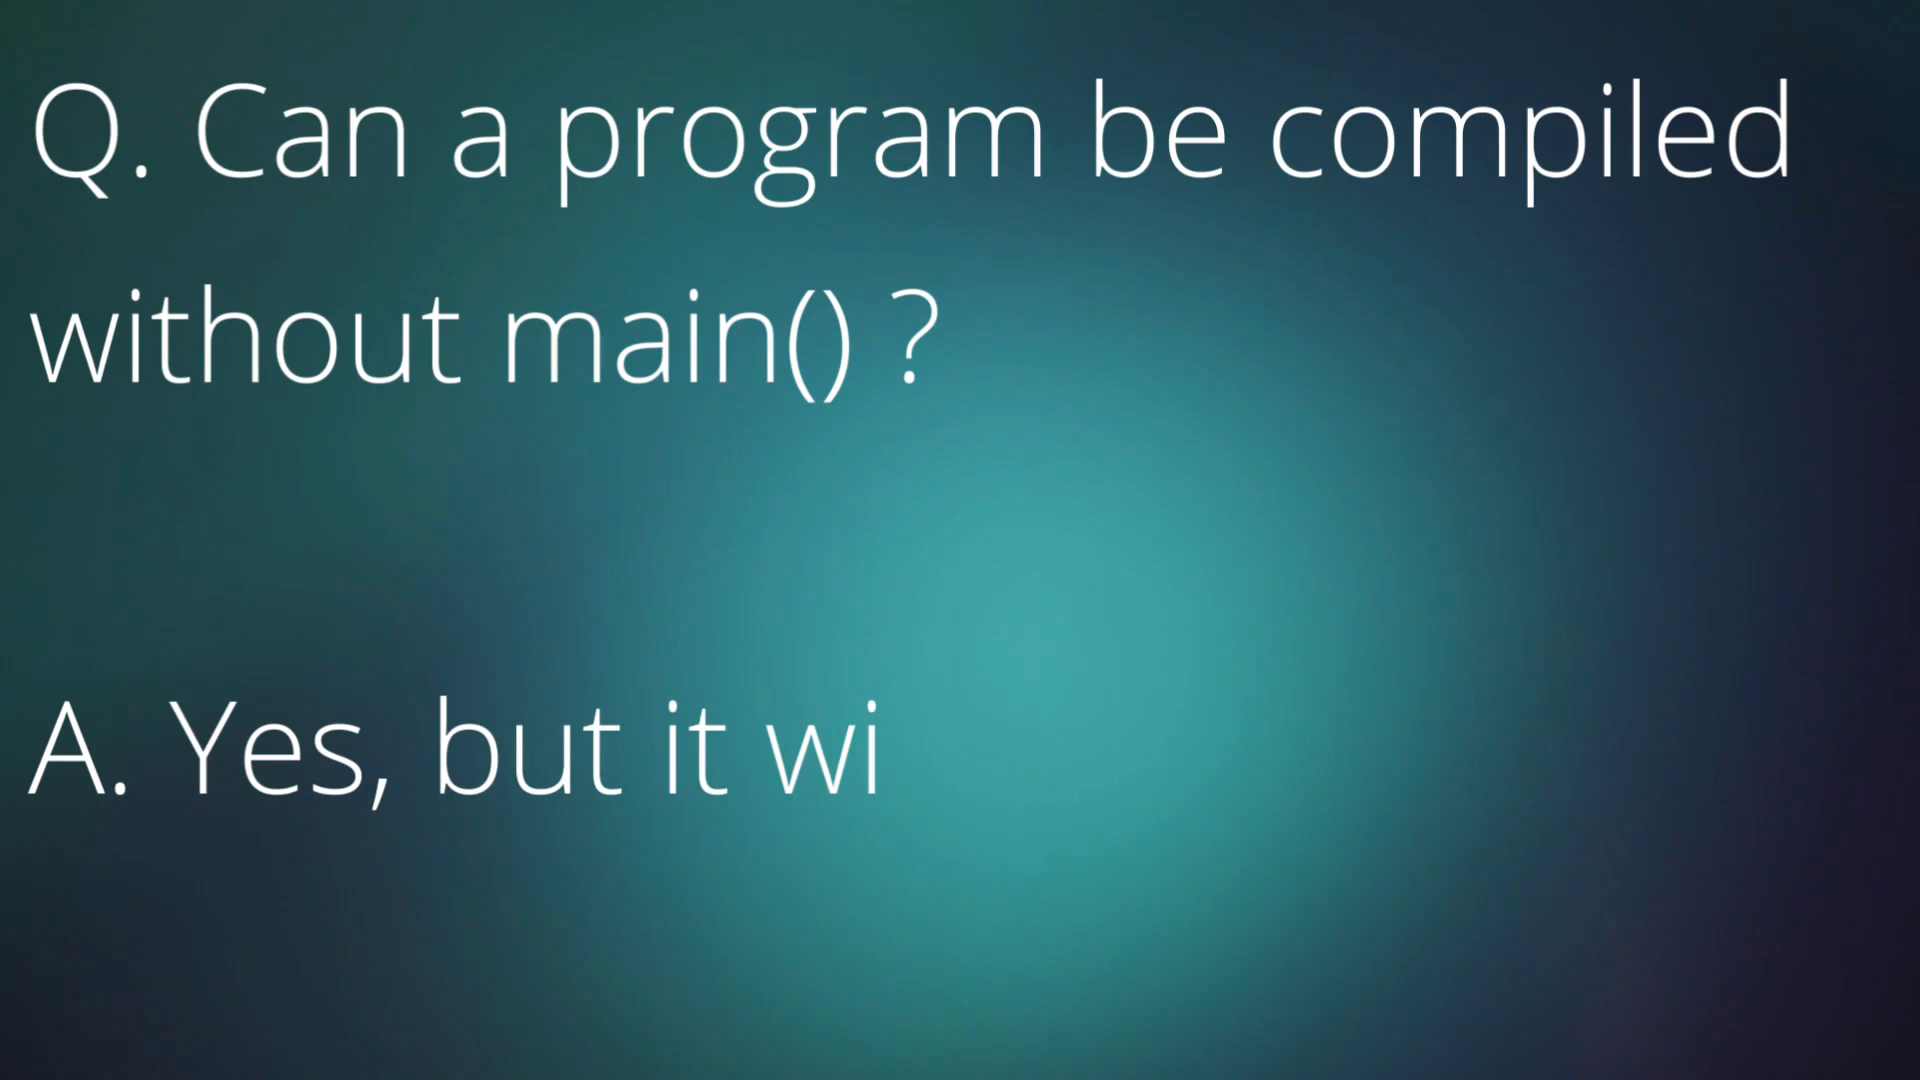 Q. Can a program be compiled
without main() ?
A. Yes, but it wi